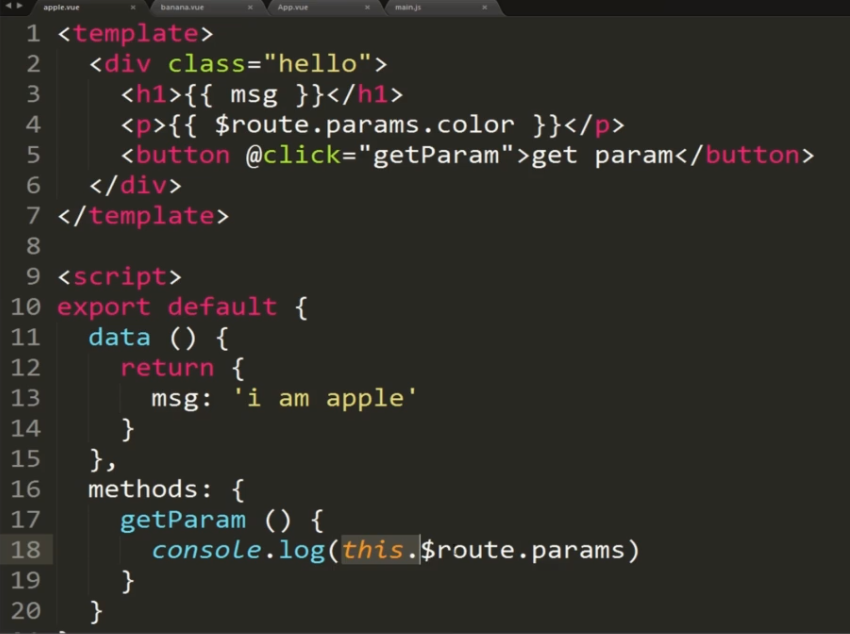 apple.vue × banana.vue × App.vue × main.js ×
1 <template>
2   <div class="hello">
3     <h1>{{ msg }}</h1>
4     <p>{{ $route.params.color }}</p>
5     <button @click="getParam">get param</button>
6   </div>
7 </template>
8
9 <script>
10 export default {
11   data () {
12     return {
13       msg: 'i am apple'
14     }
15   },
16   methods: {
17     getParam () {
18       console.log(this.$route.params)
19     }
20   }